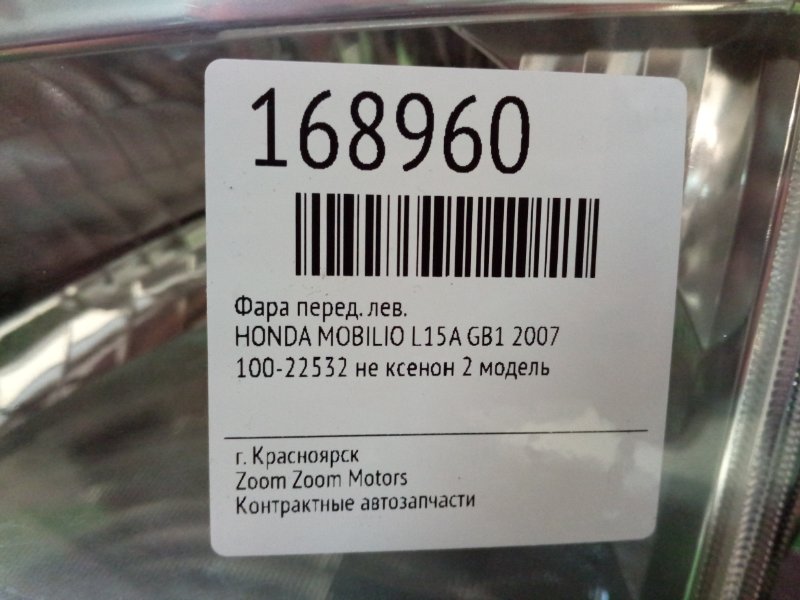 168960
Фара перед. лев.
HONDA MOBILIO L15A GB1 2007
100-22532 не ксенон 2 модель
г. Красноярск
Zoom Zoom Motors
Контрактные автозапчасти